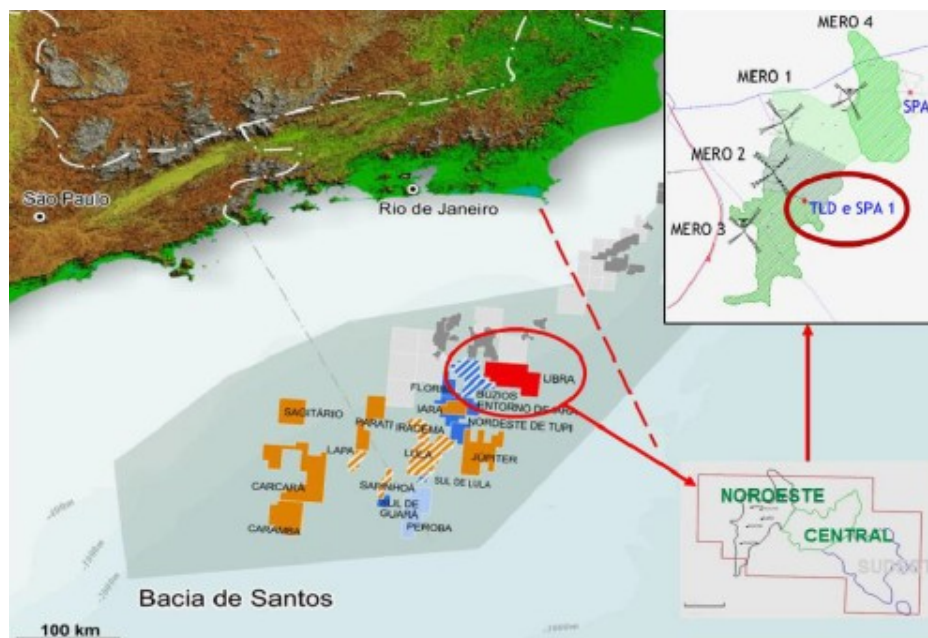 São Paulo
Rio de Janeiro
MERO 4
MERO 1
SPA
MERO 2
TLD e SPA 1
MERO 3
LIBRA
BÚZIOS
ENTORNO DE IARA
IARA
NORDESTE DE TUPI
SAGITÁRIO
PARATI
IRACEMA
LAPA
LULA
JÚPITER
CARCARÁ
SUL DE LULA
SAPINHOÁ
SUL DE
GUARÁ
CARAMBA
PEROBA
NOROESTE
CENTRAL
Bacia de Santos
100 km